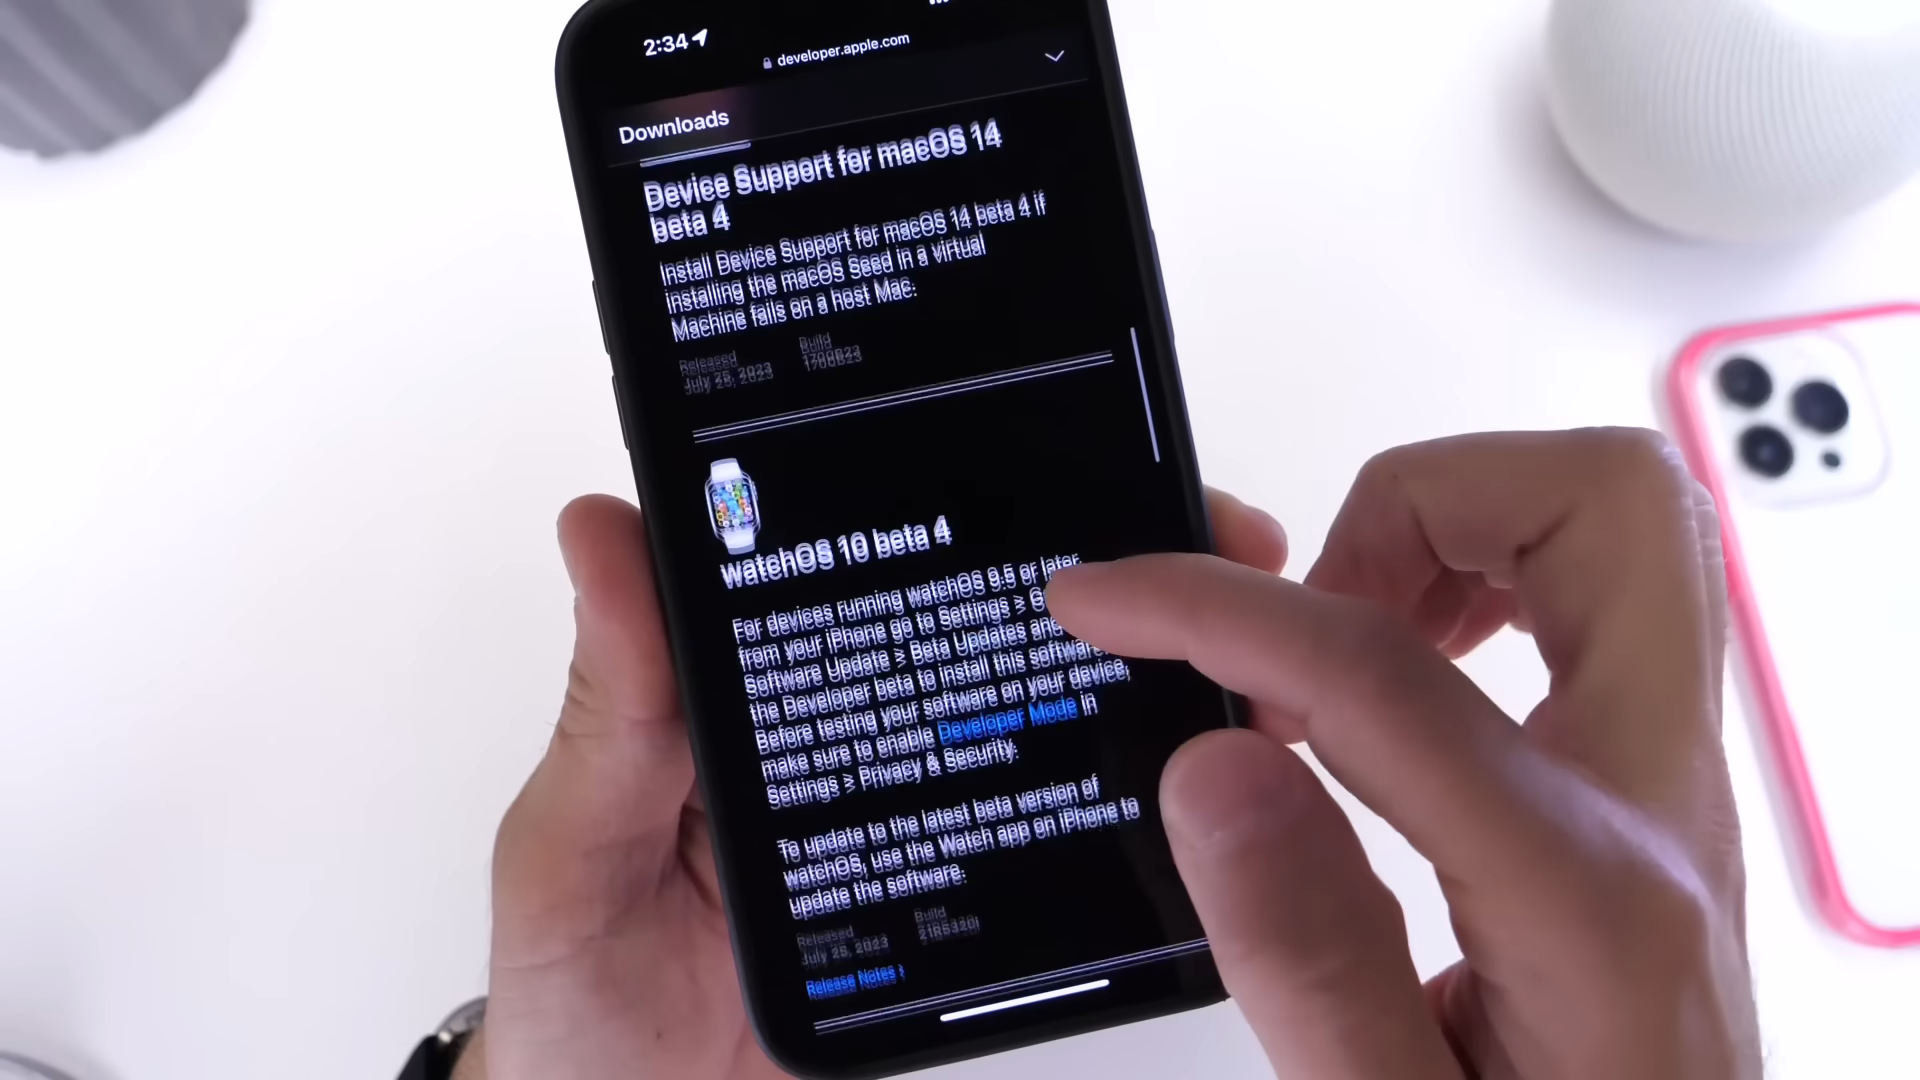 2:34
developer.apple.com
Downloads
Device Support for macOS 14
beta 4
Install Device Support for macOS 14 beta 4 if
installing the macOS Seed in a virtual
Machine fails on a host Mac.
Released
Build
July 25, 2023
watchOS 10 beta 4
For devices running watchOS 9.5 or later,
from your iPhone go to Settings >
Software Update > Beta Updates and
the Developer beta to install this software.
Before testing your software on your device,
make sure to enable Developer Mode in
Settings > Privacy & Security.
To update to the latest beta version of
watchOS, use the Watch app on iPhone to
update the software.
Released
Build
July 25, 2023
21R5320i
Release Notes >